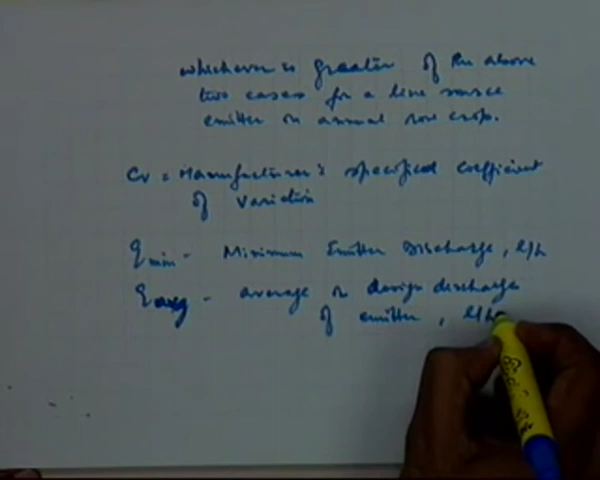 whichever is greater of the above
two cases for a line source
emitter on annual row crop.
Cv = Manufacturer's specified coefficient
of variation
qmin - Minimum Emitter Discharge, l/h
qavg - average or design discharge
of emitter, l/h